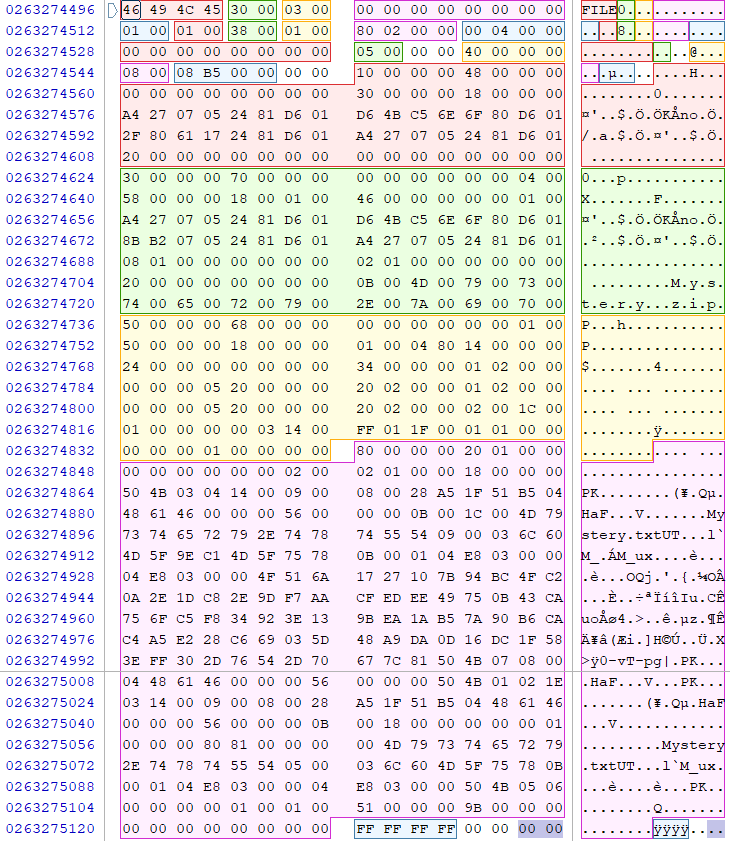 0263274496 46 49 4C 45 30 00 03 00 00 00 00 00 00 00 00 00 FILE0...........
0263274512 01 00 01 00 38 00 01 00 80 02 00 00 00 04 00 00 ....8...........
0263274528 00 00 00 00 00 00 00 00 05 00 00 00 40 00 00 00 ............@...
0263274544 08 00 08 B5 00 00 00 00 10 00 00 00 48 00 00 00 ...µ........H...
0263274560 00 00 00 00 00 00 00 00 30 00 00 00 18 00 00 00 ........0.......
0263274576 A4 27 07 05 24 81 D6 01 D6 4B C5 6E 6F 80 D6 01 ¤'..$.Ö.ÖKÅno.Ö.
0263274592 2F 80 61 17 24 81 D6 01 A4 27 07 05 24 81 D6 01 /.a.$.Ö.¤'..$.Ö.
0263274608 20 00 00 00 00 00 00 00 00 00 00 00 00 00 00 00  ...............
0263274624 30 00 00 00 70 00 00 00 00 00 00 00 00 00 04 00 0...p...........
0263274640 58 00 00 00 18 00 01 00 46 00 00 00 00 00 01 00 X.......F.......
0263274656 A4 27 07 05 24 81 D6 01 D6 4B C5 6E 6F 80 D6 01 ¤'..$.Ö.ÖKÅno.Ö.
0263274672 8B B2 07 05 24 81 D6 01 A4 27 07 05 24 81 D6 01 .²..$.Ö.¤'..$.Ö.
0263274688 08 01 00 00 00 00 00 00 02 01 00 00 00 00 00 00 ................
0263274704 20 00 00 00 00 00 00 00 0B 00 4D 00 79 00 73 00  .........M.y.s.
0263274720 74 00 65 00 72 00 79 00 2E 00 7A 00 69 00 70 00 t.e.r.y...z.i.p.
0263274736 50 00 00 00 68 00 00 00 00 00 00 00 00 00 01 00 P...h...........
0263274752 50 00 00 00 18 00 00 00 01 00 04 80 14 00 00 00 P...............
0263274768 24 00 00 00 00 00 00 00 34 00 00 00 01 02 00 00 $.......4.......
0263274784 00 00 00 05 20 00 00 00 20 02 00 00 01 02 00 00 .... ... .......
0263274800 00 00 00 05 20 00 00 00 20 02 00 00 02 00 1C 00 .... ... .......
0263274816 01 00 00 00 00 03 14 00 FF 01 1F 00 01 01 00 00 ........ÿ.......
0263274832 00 00 00 01 00 00 00 00 80 00 00 00 20 01 00 00 ............ ...
0263274848 00 00 00 00 00 00 02 00 02 01 00 00 18 00 00 00 ................
0263274864 50 4B 03 04 14 00 09 00 08 00 28 A5 1F 51 B5 04 PK........(¥.Qµ.
0263274880 48 61 46 00 00 00 56 00 00 00 0B 00 1C 00 4D 79 HaF...V.......My
0263274896 73 74 65 72 79 2E 74 78 74 55 54 09 00 03 6C 60 stery.txtUT...l`
0263274912 4D 5F 9E C1 4D 5F 75 78 0B 00 01 04 E8 03 00 00 M_.ÁM_ux....è...
0263274928 04 E8 03 00 00 4F 51 6A 17 27 10 7B 94 BC 4F C2 .è...OQj.'.{.¼OÂ
0263274944 0A 2E 1D C8 2E 9D F7 AA CF ED EE 49 75 0B 43 CA ...È..÷ªÏíîIu.CÊ
0263274960 75 6F C5 F8 34 92 3E 13 9B EA 1A B5 7A 90 B6 CA uoÅø4.>..ê.µz.¶Ê
0263274976 C4 A5 E2 28 C6 69 03 5D 48 A9 DA 0D 16 DC 1F 58 Ä¥â(Æi.]H©Ú..Ü.X
0263274992 3E FF 30 2D 76 54 2D 70 67 7C 81 50 4B 07 08 00 >ÿ0-vT-pg|.PK...
0263275008 04 48 61 46 00 00 00 56 00 00 00 50 4B 01 02 1E .HaF...V...PK...
0263275024 03 14 00 09 00 08 00 28 A5 1F 51 B5 04 48 61 46 .......(¥.Qµ.HaF
0263275040 00 00 00 56 00 00 00 0B 00 18 00 00 00 00 00 01 ...V............
0263275056 00 00 00 80 81 00 00 00 00 4D 79 73 74 65 72 79 .........Mystery
0263275072 2E 74 78 74 55 54 05 00 03 6C 60 4D 5F 75 78 0B .txtUT...l`M_ux.
0263275088 00 01 04 E8 03 00 00 04 E8 03 00 00 50 4B 05 06 ...è....è...PK..
0263275104 00 00 00 00 01 00 01 00 51 00 00 00 9B 00 00 00 ........Q.......
0263275120 00 00 00 00 00 00 00 00 FF FF FF FF 00 00 00 00 ........ÿÿÿÿ....